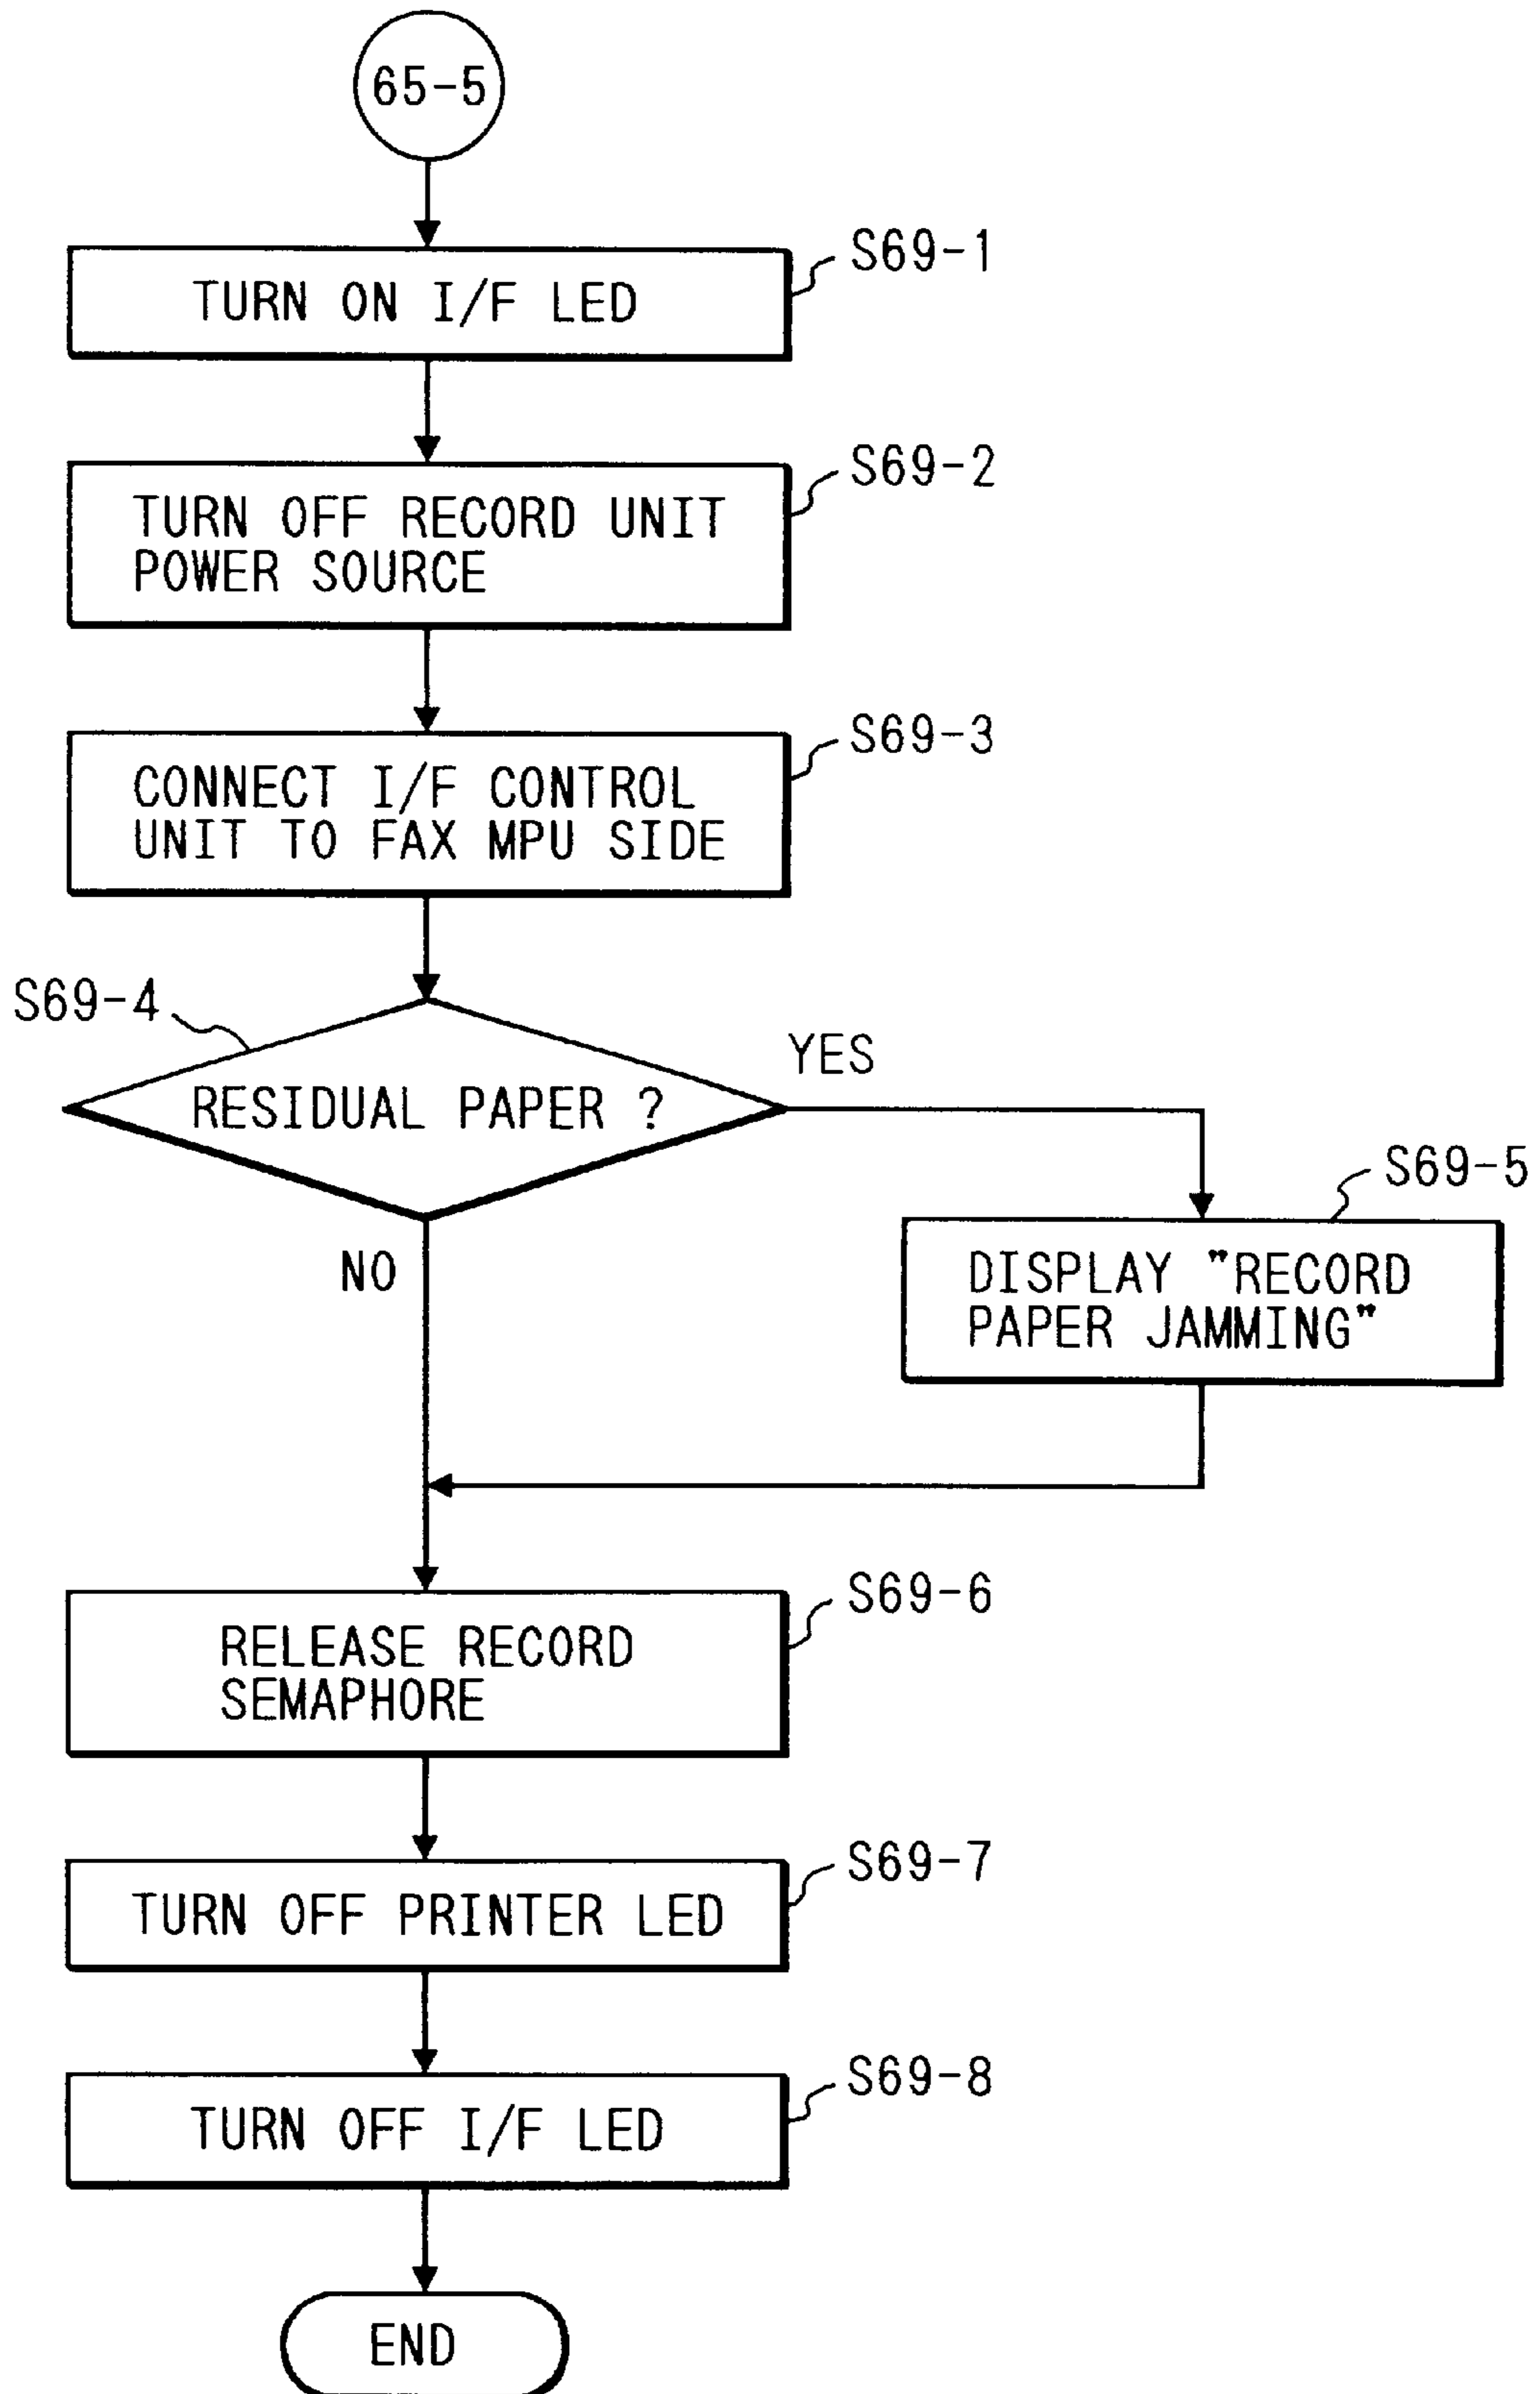 65-5
S69-1
TURN ON I/F LED
S69-2
TURN OFF RECORD UNIT
POWER SOURCE
S69-3
CONNECT I/F CONTROL
UNIT TO FAX MPU SIDE
S69-4
RESIDUAL PAPER ?
YES
NO
S69-5
DISPLAY "RECORD
PAPER JAMMING"
S69-6
RELEASE RECORD
SEMAPHORE
S69-7
TURN OFF PRINTER LED
S69-8
TURN OFF I/F LED
END